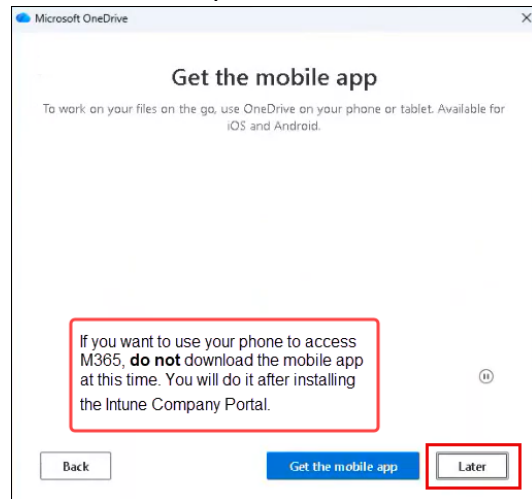 Microsoft OneDrive
Get the mobile app
To work on your files on the go, use OneDrive on your phone or tablet. Available for
iOS and Android.
If you want to use your phone to access
M365, do not download the mobile app
at this time. You will do it after installing
the Intune Company Portal.
Back
Get the mobile app
Later